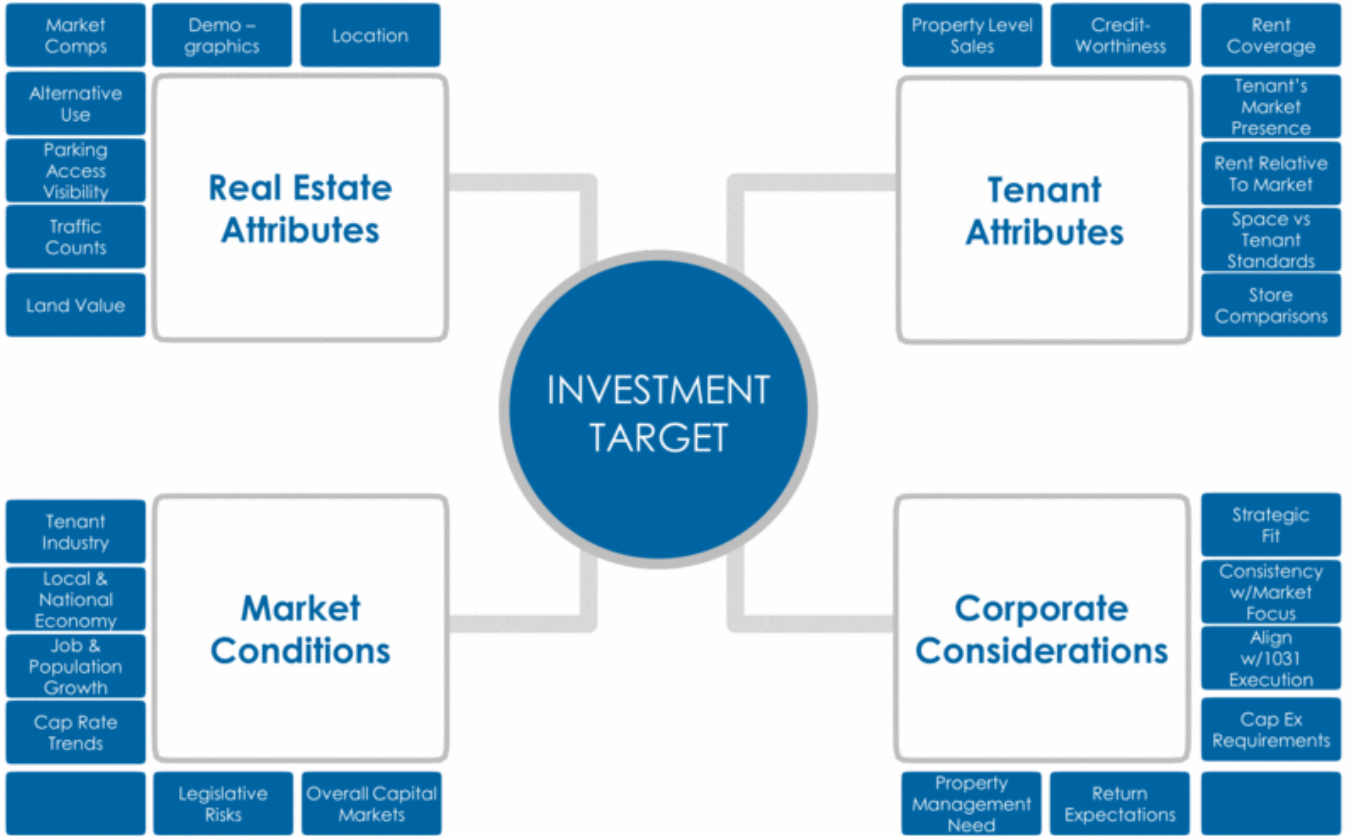 Market
Comps
Demo –
graphics
Location
Alternative
Use
Parking
Access
Visibility
Traffic
Counts
Land Value
Real Estate
Attributes
Property Level
Sales
Credit-
Worthiness
Rent
Coverage
Tenant's
Market
Presence
Rent Relative
To Market
Space vs
Tenant
Standards
Store
Comparisons
Tenant
Attributes
INVESTMENT
TARGET
Tenant
Industry
Local &
National
Economy
Job &
Population
Growth
Cap Rate
Trends
Legislative
Risks
Overall Capital
Markets
Market
Conditions
Strategic
Fit
Consistency
w/Market
Focus
Align
w/1031
Execution
Cap Ex
Requirements
Property
Management
Need
Return
Expectations
Corporate
Considerations